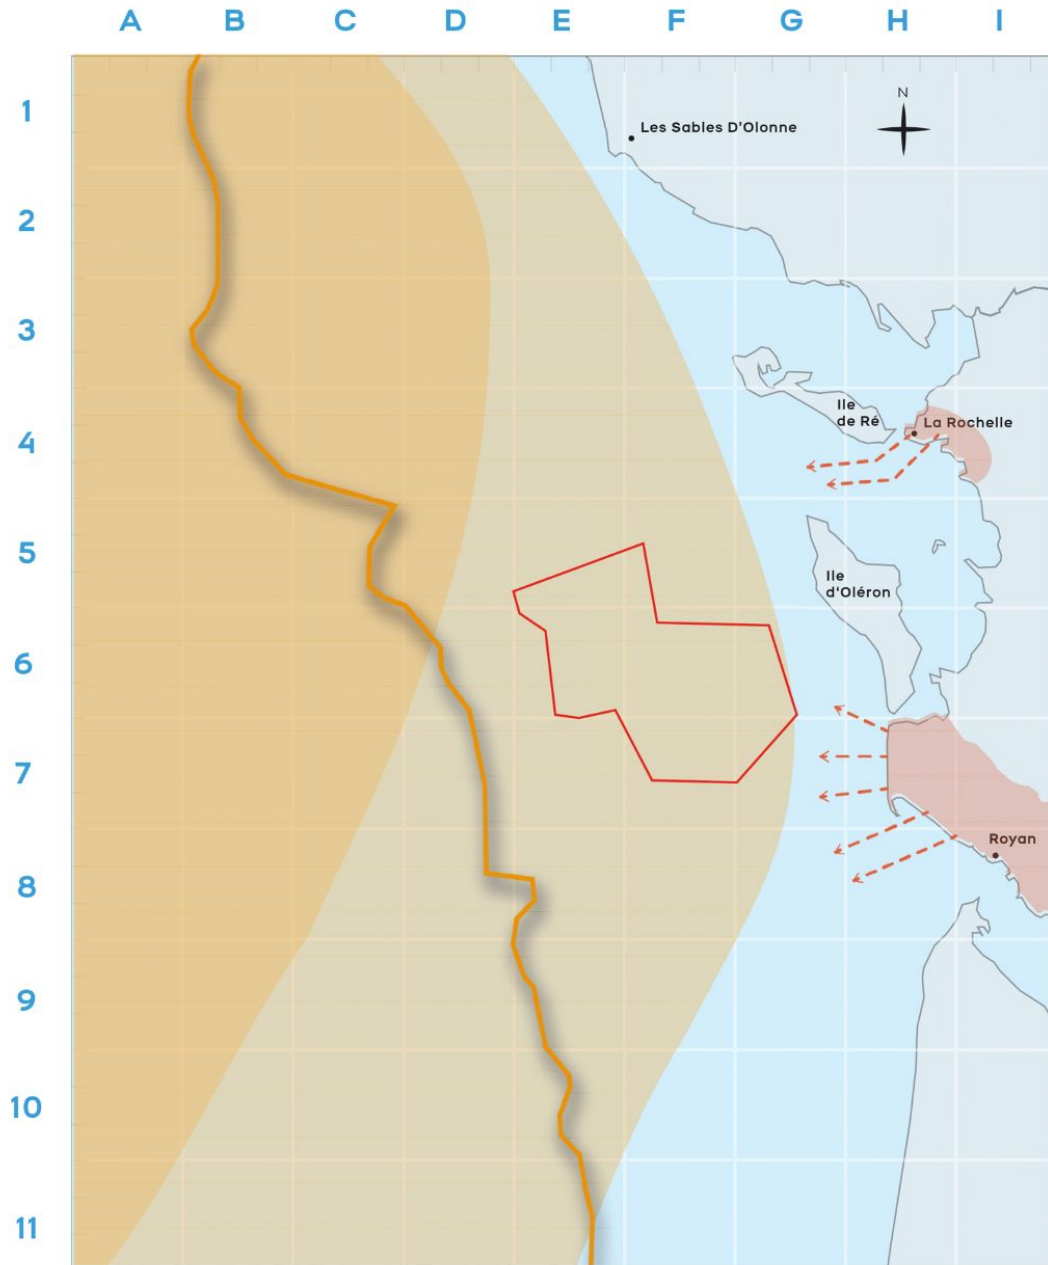 A B C D E F G H I
1
N
Les Sables D'Olonne
2
3
Ile
de Ré
La Rochelle
4
5
Ile
d'Oléron
6
7
Royan
8
9
10
11